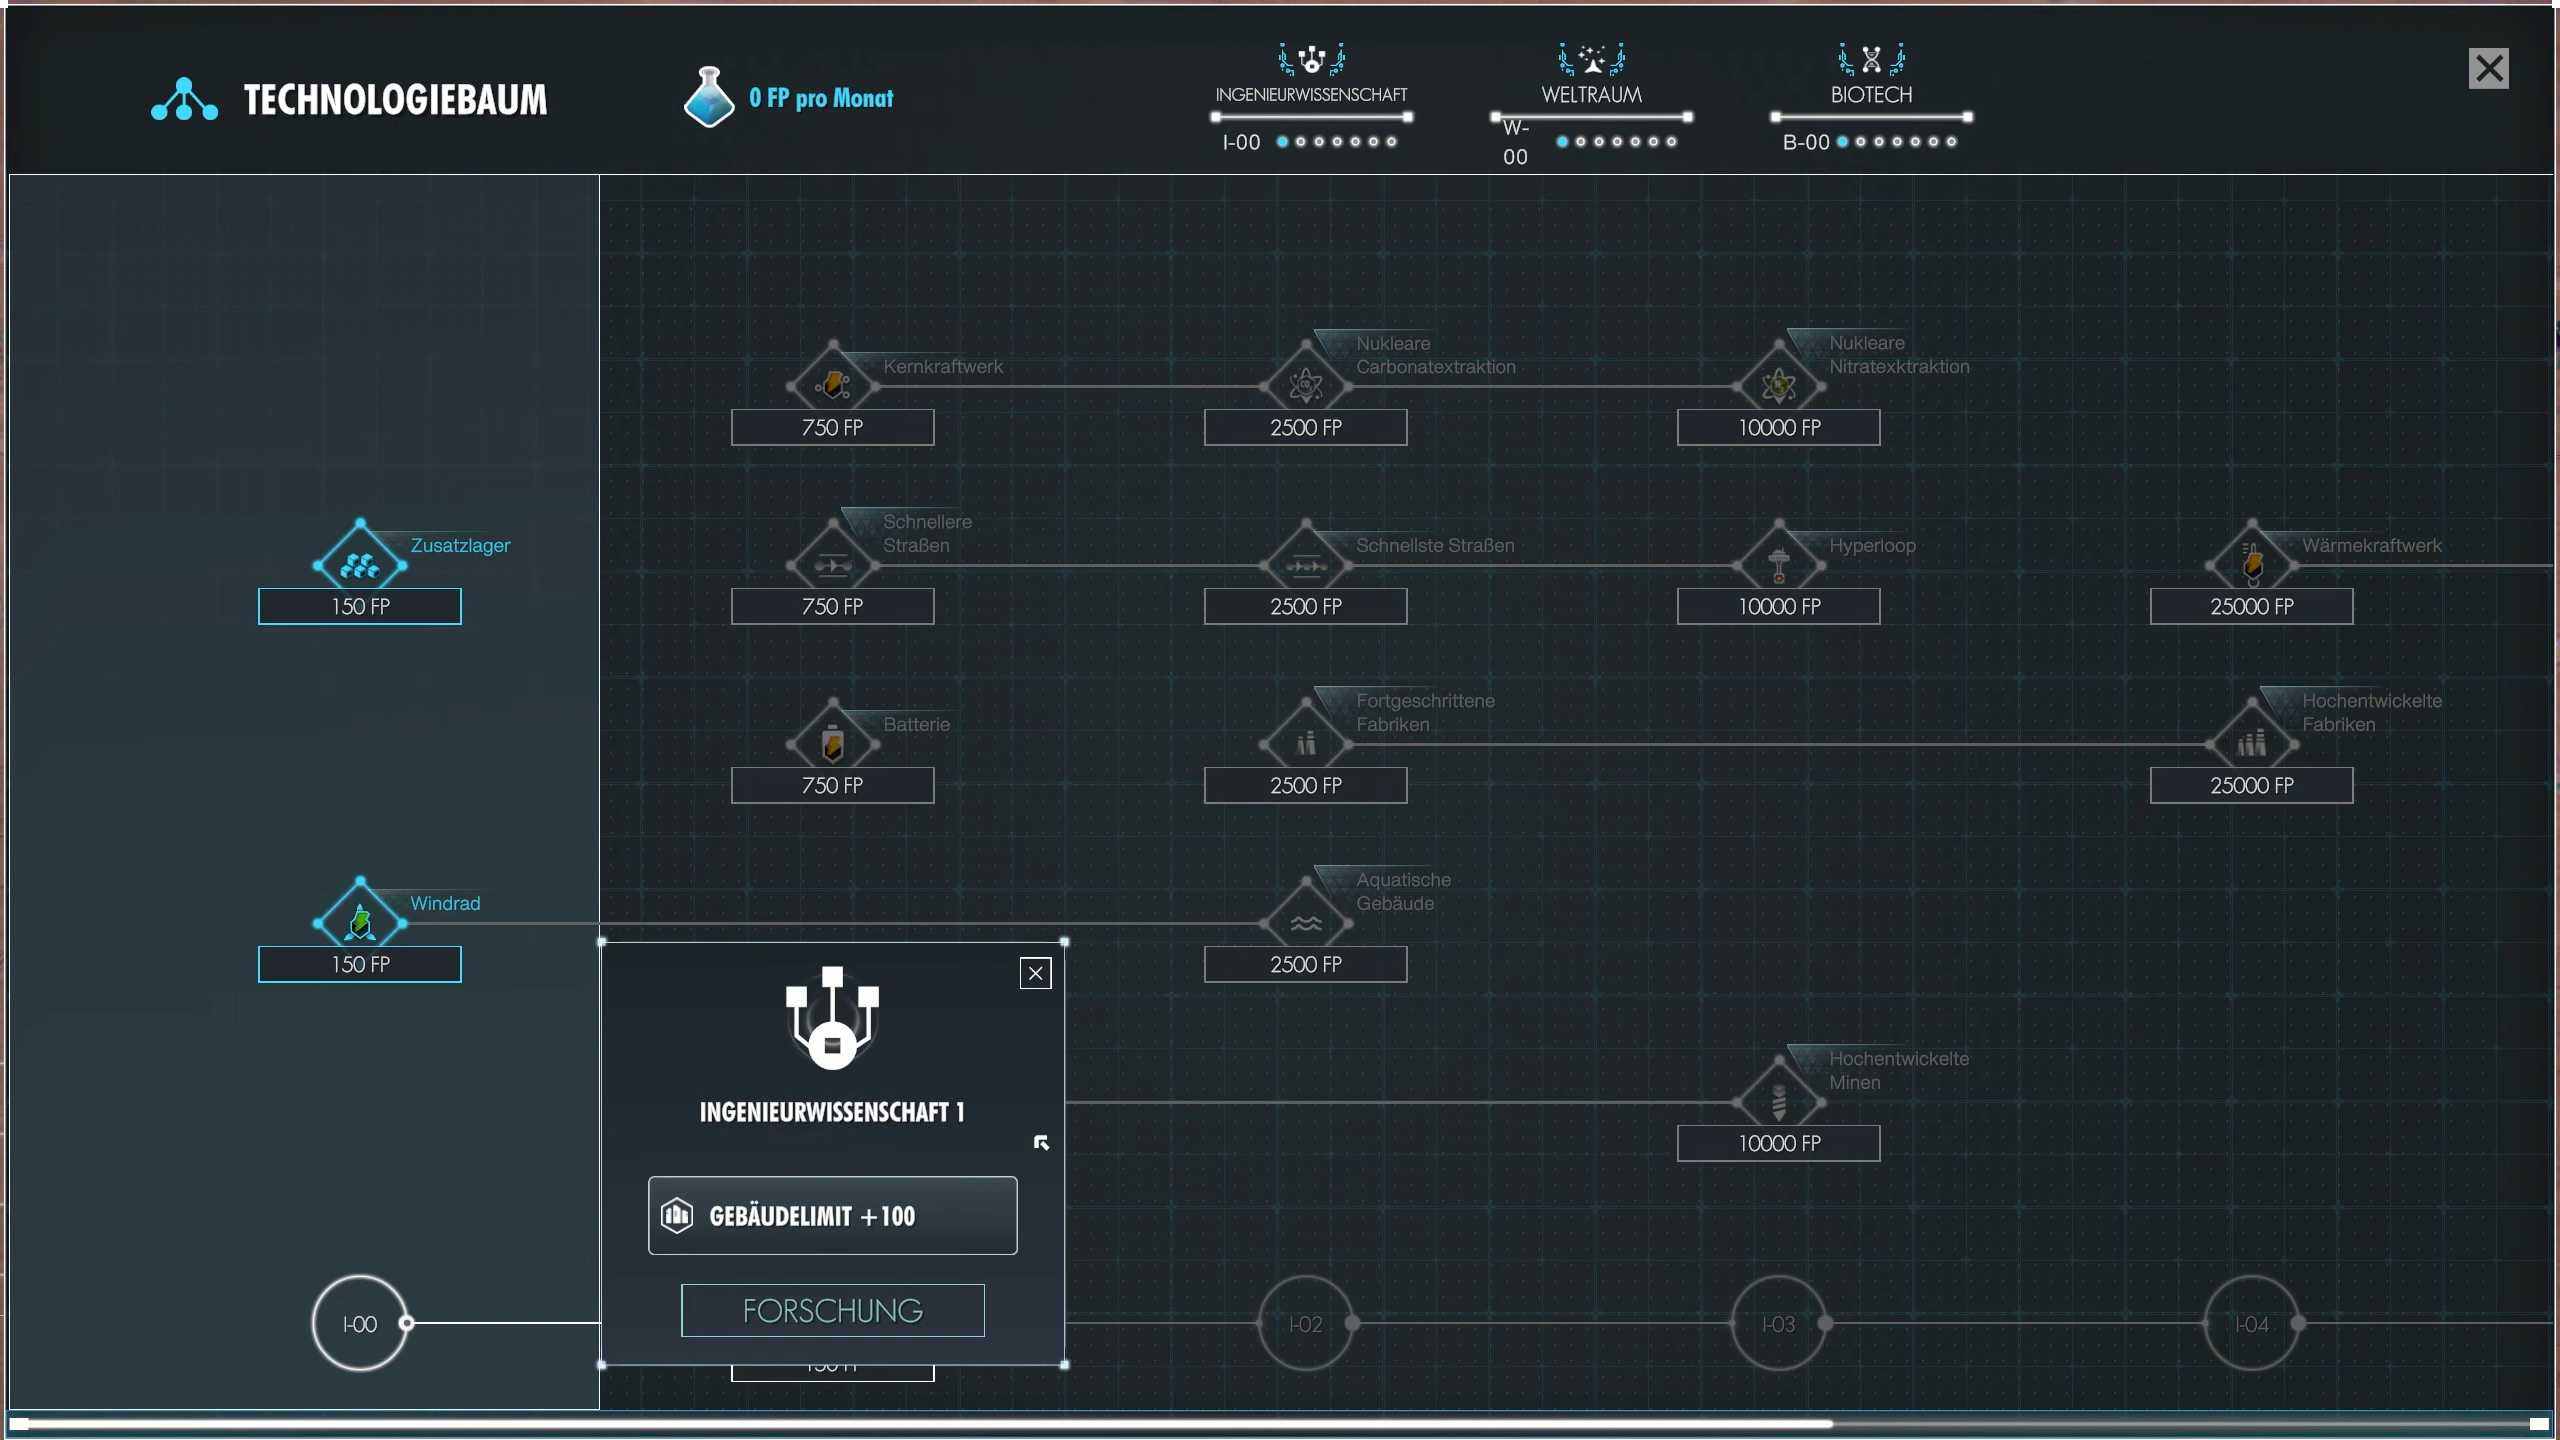 TECHNOLOGIEBAUM
0 FP pro Monat
INGENIEURWISSENSCHAFT
I-00
WELTRAUM
W-
00
BIOTECH
B-00
Kernkraftwerk
750 FP
Nukleare
Carbonatextraktion
2500 FP
Nukleare
Nitratexktraktion
10000 FP
Zusatzlager
150 FP
Schnellere
Straßen
750 FP
Schnellste Straßen
2500 FP
Hyperloop
10000 FP
Wärmekraftwerk
25000 FP
Batterie
750 FP
Fortgeschrittene
Fabriken
2500 FP
Hochentwickelte
Fabriken
25000 FP
Windrad
150 FP
Aquatische
Gebäude
2500 FP
INGENIEURWISSENSCHAFT 1
GEBÄUDELIMIT +100
FORSCHUNG
Hochentwickelte
Minen
10000 FP
I-00
I-02
I-03
I-04